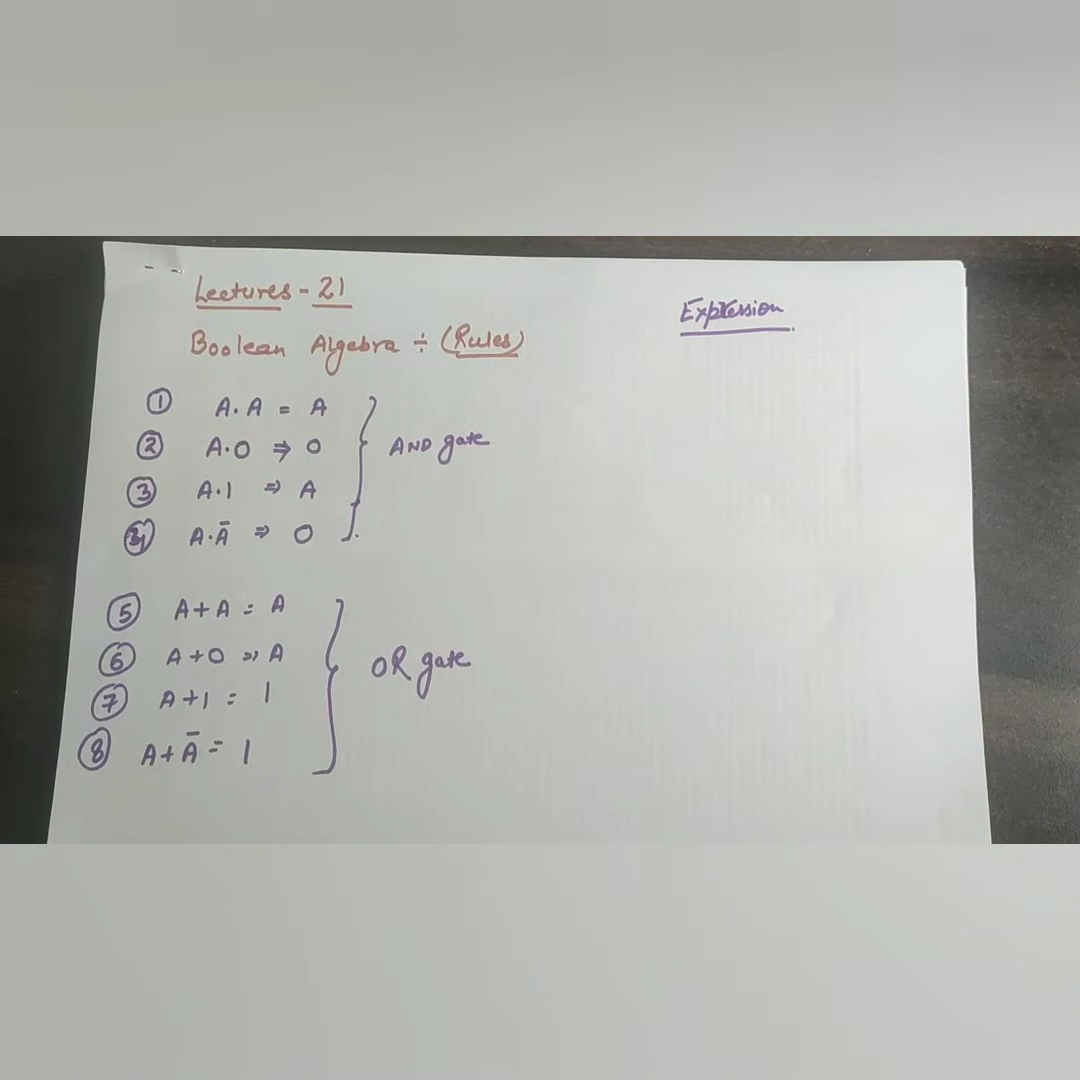 Lectures - 21
Expression
Boolean Algebra ÷ (Rules)
① A.A = A
② A.0 ⇒ 0
AND gate
③ A.1 ⇒ A
④ A.Ā ⇒ 0
⑤ A+A = A
⑥ A+0 ⇒ A
OR gate
⑦ A+1 = 1
⑧ A+Ā = 1